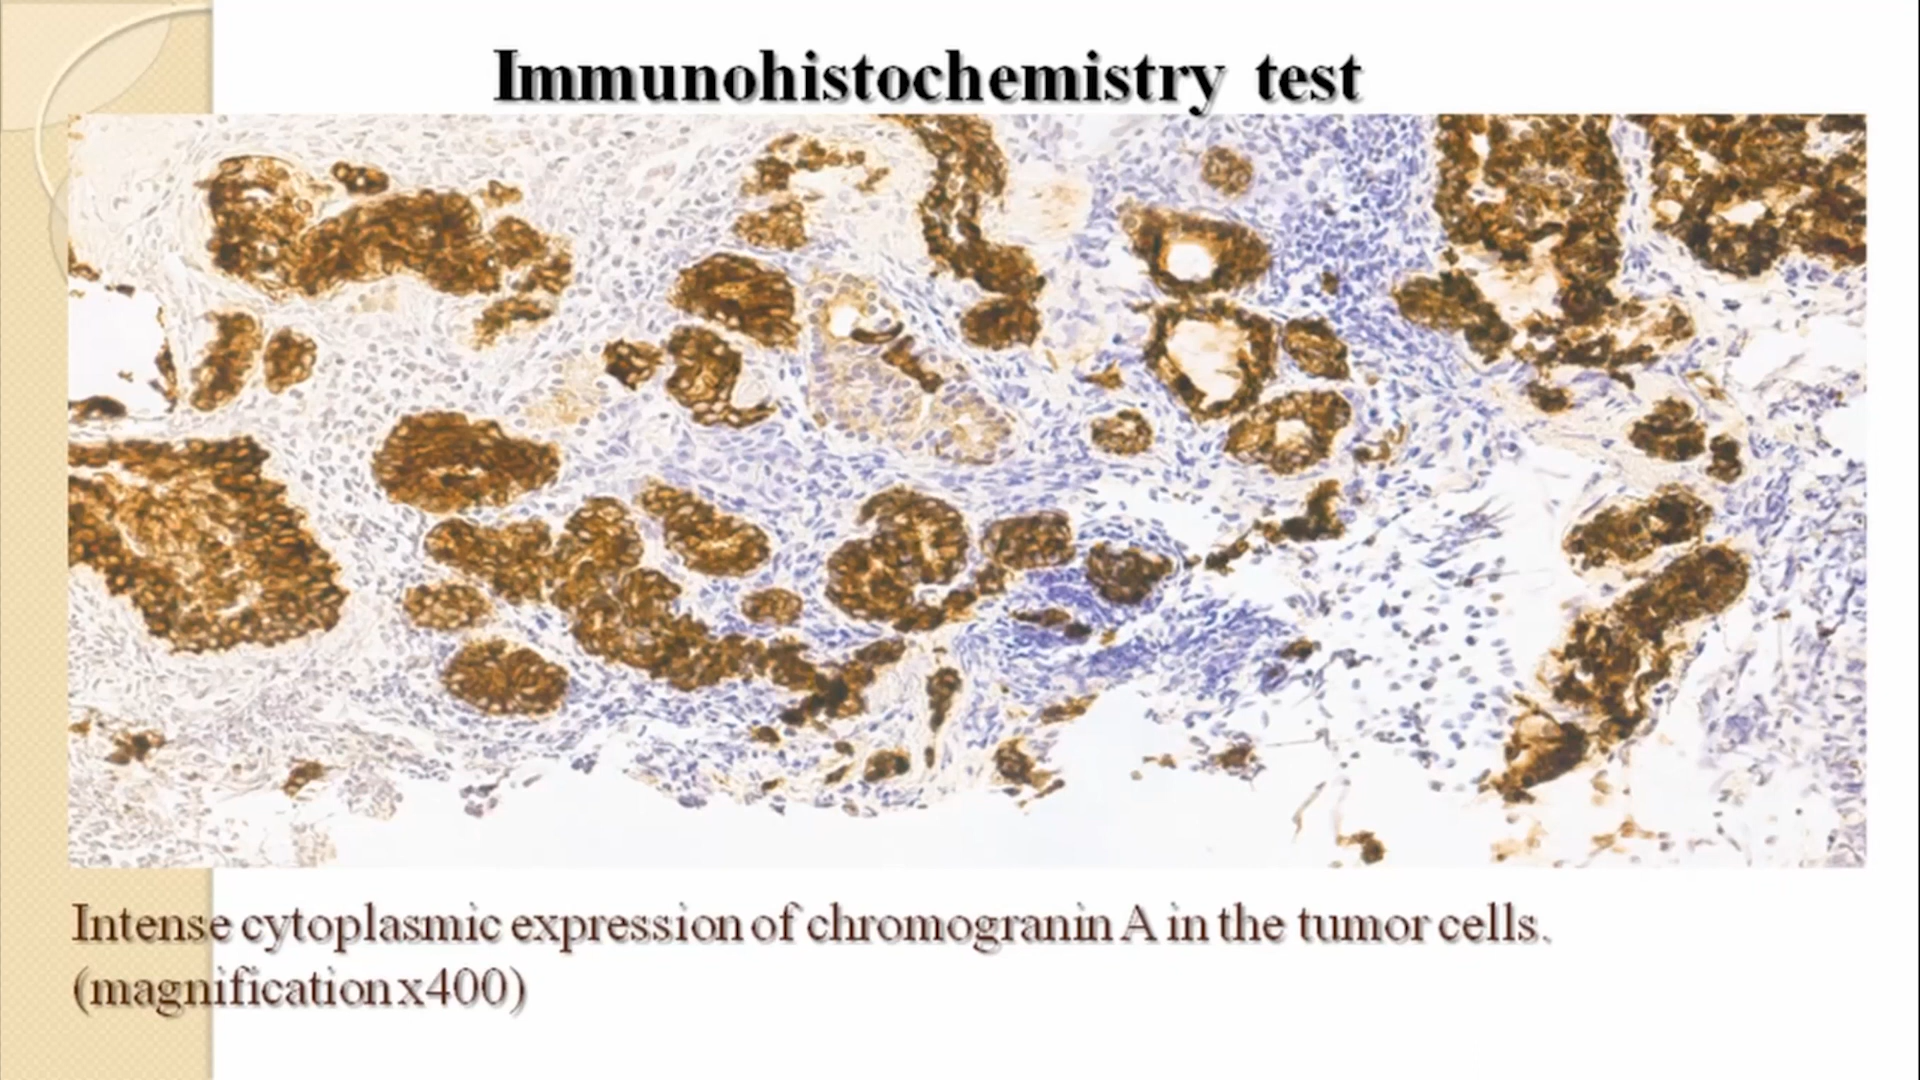 Immunohistochemistry test
Intense cytoplasmic expression of chromogranin A in the tumor cells.
(magnification x400)